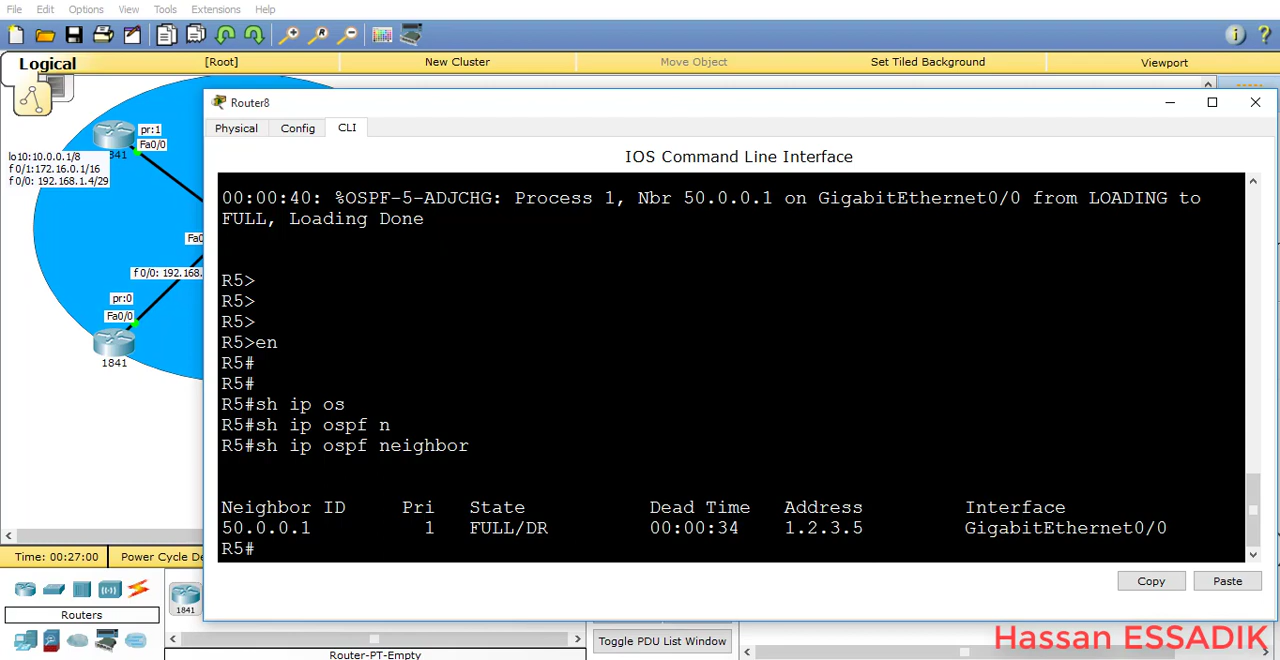 File Edit Options View Tools Extensions Help
Logical [Root] New Cluster Move Object Set Tiled Background Viewport
Router8
Physical Config CLI
IOS Command Line Interface
pr:1
Fa0/0
lo10:10.0.0.1/8
f 0/1:172.16.0.1/16
f 0/0: 192.168.1.4/29
f 0/0: 192.168.
pr:0
Fa0/0
1841
00:00:40: %OSPF-5-ADJCHG: Process 1, Nbr 50.0.0.1 on GigabitEthernet0/0 from LOADING to
FULL, Loading Done
R5>
R5>
R5>
R5>en
R5#
R5#
R5#sh ip os
R5#sh ip ospf n
R5#sh ip ospf neighbor
Neighbor ID Pri State Dead Time Address Interface
50.0.0.1 1 FULL/DR 00:00:34 1.2.3.5 GigabitEthernet0/0
R5#
Copy Paste
Time: 00:27:00 Power Cycle De
Routers
1841
Toggle PDU List Window
Router-PT-Empty
Hassan ESSADIK